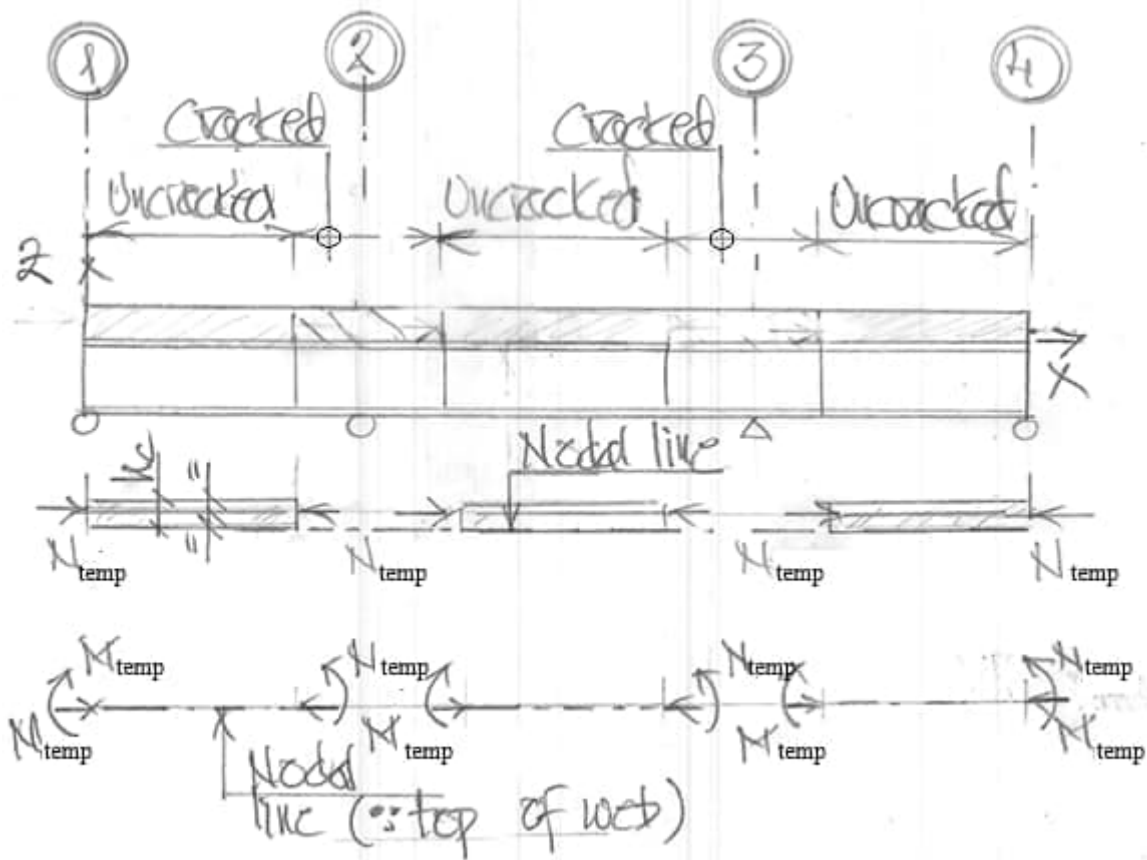 1 2 3 4
Cracked Cracked
Uncracked Uncracked Uncracked
Z
X
Nodal line
N temp N temp N temp N temp
M temp N temp N temp N temp
M temp M temp M temp M temp
Nodal
line (∵ top of web)